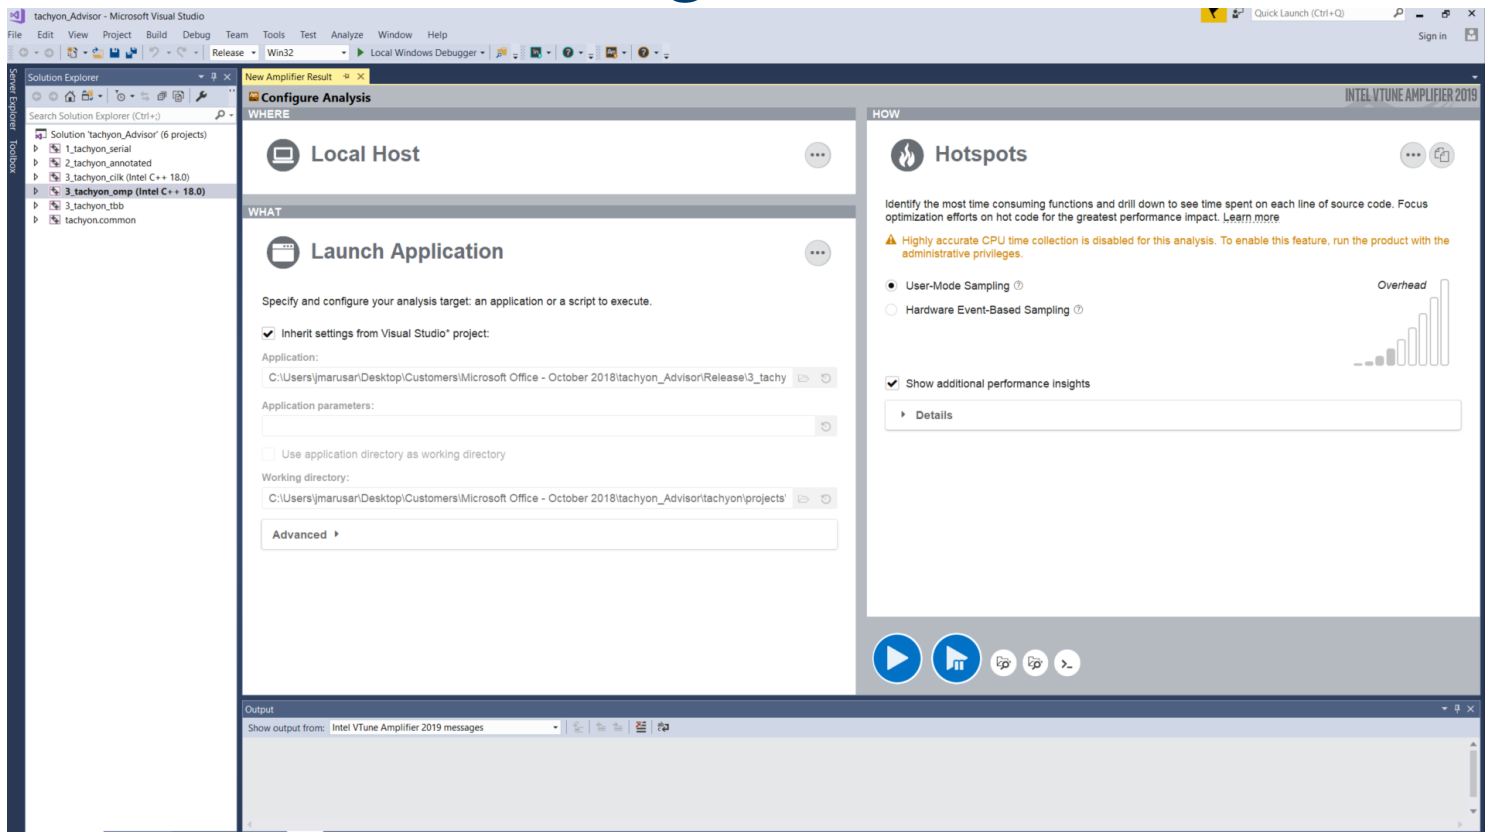 tachyon_Advisor - Microsoft Visual Studio
Quick Launch (Ctrl+Q)
File Edit View Project Build Debug Team Tools Test Analyze Window Help
Sign in
Release Win32 Local Windows Debugger
Server Explorer
Toolbox
Solution Explorer
Search Solution Explorer (Ctrl+;)
Solution 'tachyon_Advisor' (6 projects)
1_tachyon_serial
2_tachyon_annotated
3_tachyon_cilk (Intel C++ 18.0)
3_tachyon_omp (Intel C++ 18.0)
3_tachyon_tbb
tachyon.common
New Amplifier Result
Configure Analysis
INTEL VTUNE AMPLIFIER 2019
WHERE
Local Host
WHAT
Launch Application
Specify and configure your analysis target: an application or a script to execute.
Inherit settings from Visual Studio* project:
Application:
C:\Users\jmarusar\Desktop\Customers\Microsoft Office - October 2018\tachyon_Advisor\Release\3_tachy
Application parameters:
Use application directory as working directory
Working directory:
C:\Users\jmarusar\Desktop\Customers\Microsoft Office - October 2018\tachyon_Advisor\tachyon\projects\
Advanced
HOW
Hotspots
Identify the most time consuming functions and drill down to see time spent on each line of source code. Focus
optimization efforts on hot code for the greatest performance impact. Learn more
Highly accurate CPU time collection is disabled for this analysis. To enable this feature, run the product with the
administrative privileges.
User-Mode Sampling
Overhead
Hardware Event-Based Sampling
Show additional performance insights
Details
Output
Show output from: Intel VTune Amplifier 2019 messages